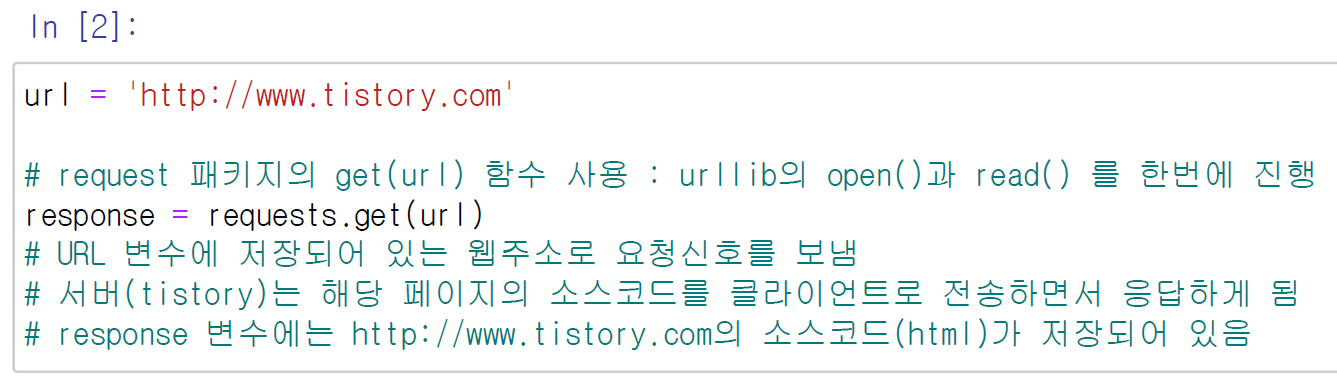 In [2]:
url = 'http://www.tistory.com'
# request 패키지의 get(url) 함수 사용 : urllib의 open()과 read() 를 한번에 진행
response = requests.get(url)
# URL 변수에 저장되어 있는 웹주소로 요청신호를 보냄
# 서버(tistory)는 해당 페이지의 소스코드를 클라이언트로 전송하면서 응답하게 됨
# response 변수에는 http://www.tistory.com의 소스코드(html)가 저장되어 있음